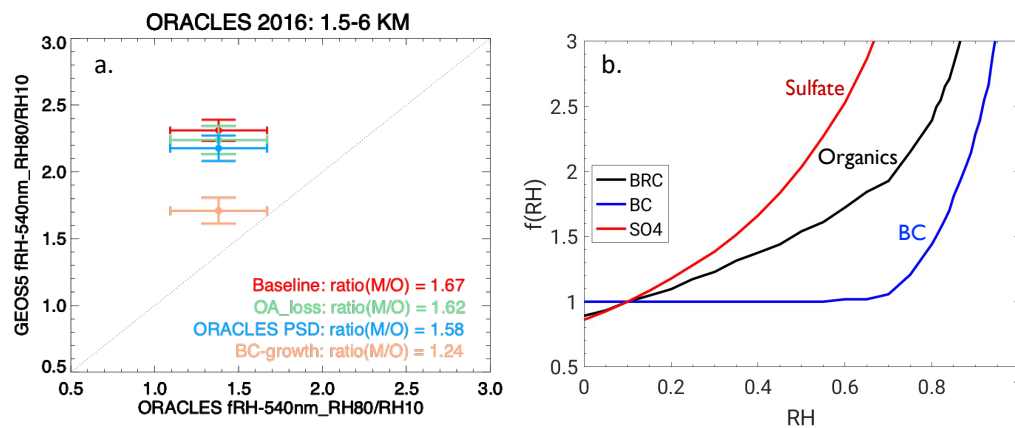 ORACLES 2016: 1.5-6 KM
a.
3.0
2.5
2.0
1.5
1.0
0.5
GEOS5 fRH-540nm_RH80/RH10
Baseline: ratio(M/O) = 1.67
OA_loss: ratio(M/O) = 1.62
ORACLES PSD: ratio(M/O) = 1.58
BC-growth: ratio(M/O) = 1.24
0.5 1.0 1.5 2.0 2.5 3.0
ORACLES fRH-540nm_RH80/RH10
b.
3
2.5
2
1.5
1
0.5
f(RH)
Sulfate
Organics
BC
BRC
BC
SO4
0 0.2 0.4 0.6 0.8
RH